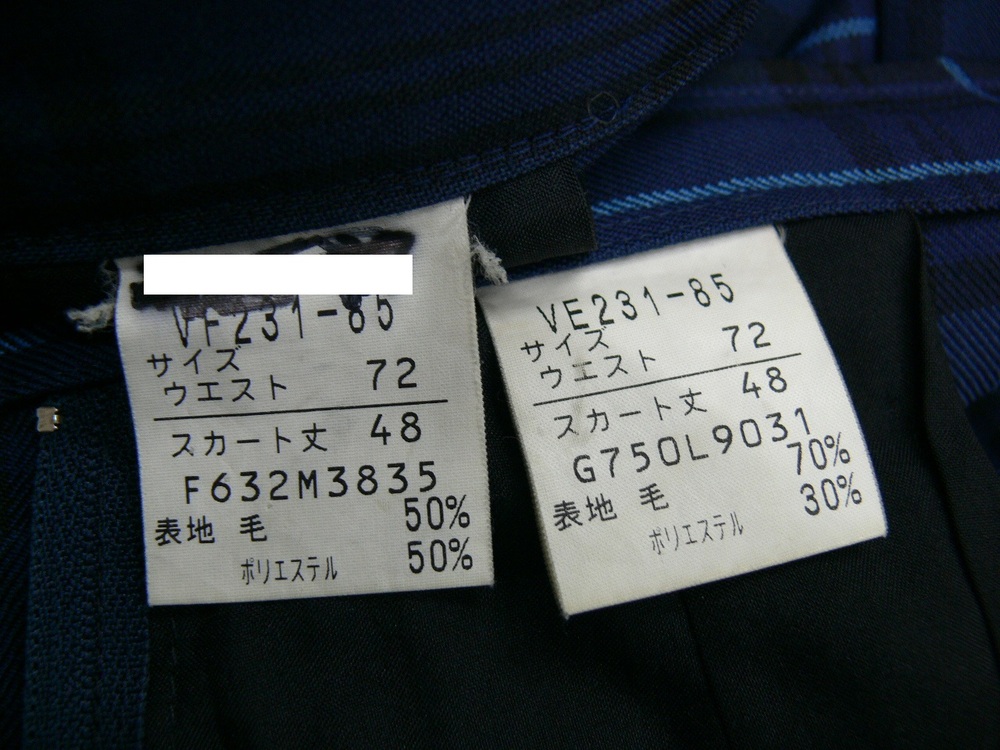 VF231-85
サイズ
ウエスト 72
スカート丈 48
F632M3835
表地 毛 50%
ポリエステル 50%
VE231-85
サイズ
ウエスト 72
スカート丈 48
G750L9031
表地 毛 70%
ポリエステル 30%